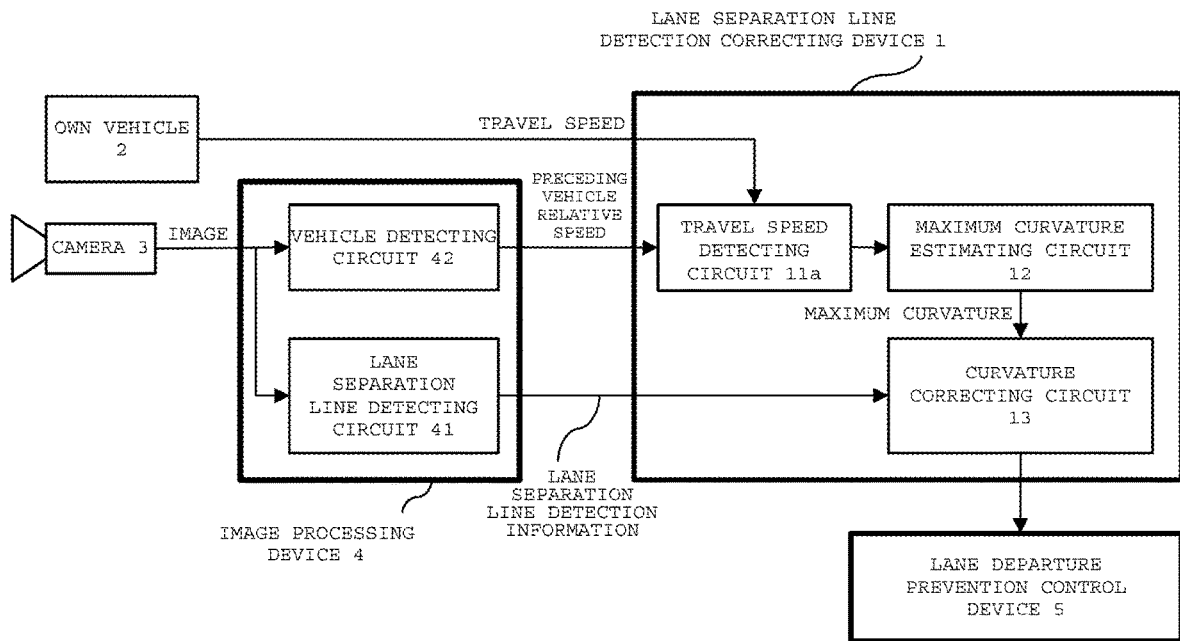 LANE SEPARATION LINE
DETECTION CORRECTING DEVICE 1
OWN VEHICLE
2
TRAVEL SPEED
CAMERA 3
IMAGE
VEHICLE DETECTING
CIRCUIT 42
PRECEDING
VEHICLE
RELATIVE
SPEED
TRAVEL SPEED
DETECTING
CIRCUIT 11a
MAXIMUM CURVATURE
ESTIMATING CIRCUIT
12
MAXIMUM CURVATURE
LANE
SEPARATION
LINE DETECTING
CIRCUIT 41
CURVATURE
CORRECTING CIRCUIT
13
LANE
SEPARATION
LINE DETECTION
INFORMATION
IMAGE PROCESSING
DEVICE 4
LANE DEPARTURE
PREVENTION CONTROL
DEVICE 5